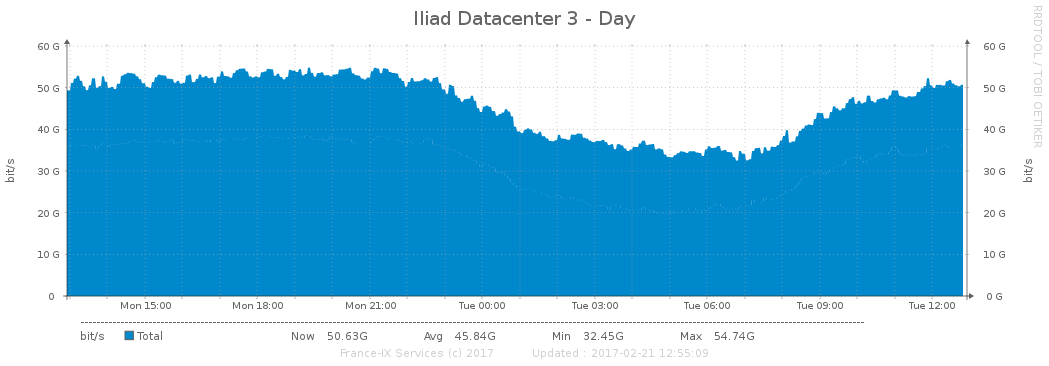 Iliad Datacenter 3 - Day
RRDTOOL / TOBI OETIKER
60 G 60 G
50 G 50 G
40 G 40 G
30 G 30 G
20 G 20 G
10 G 10 G
0 0 G
bit/s bit/s
Mon 15:00 Mon 18:00 Mon 21:00 Tue 00:00 Tue 03:00 Tue 06:00 Tue 09:00 Tue 12:00
bit/s Total Now 50.63G Avg 45.84G Min 32.45G Max 54.74G
France-IX Services (c) 2017 Updated : 2017-02-21 12:55:09